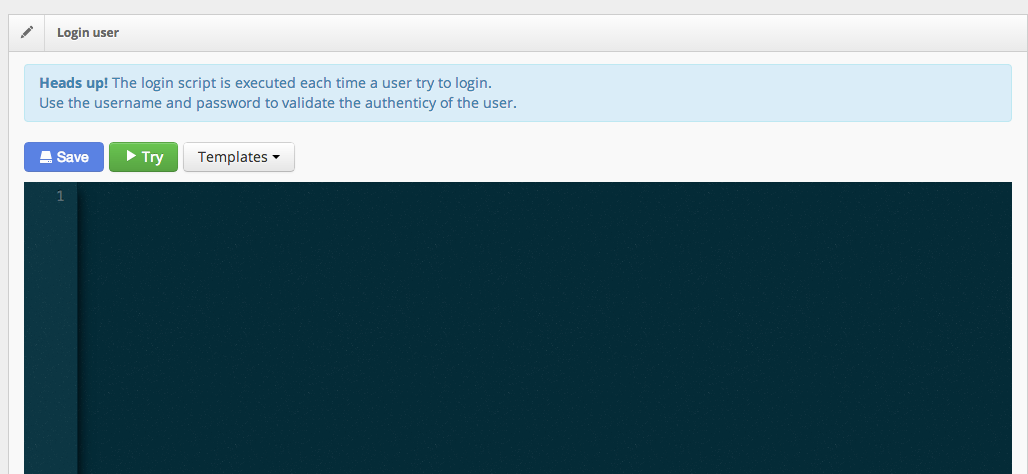 Login user
Heads up! The login script is executed each time a user try to login.
Use the username and password to validate the authenticy of the user.
Save Try Templates
1